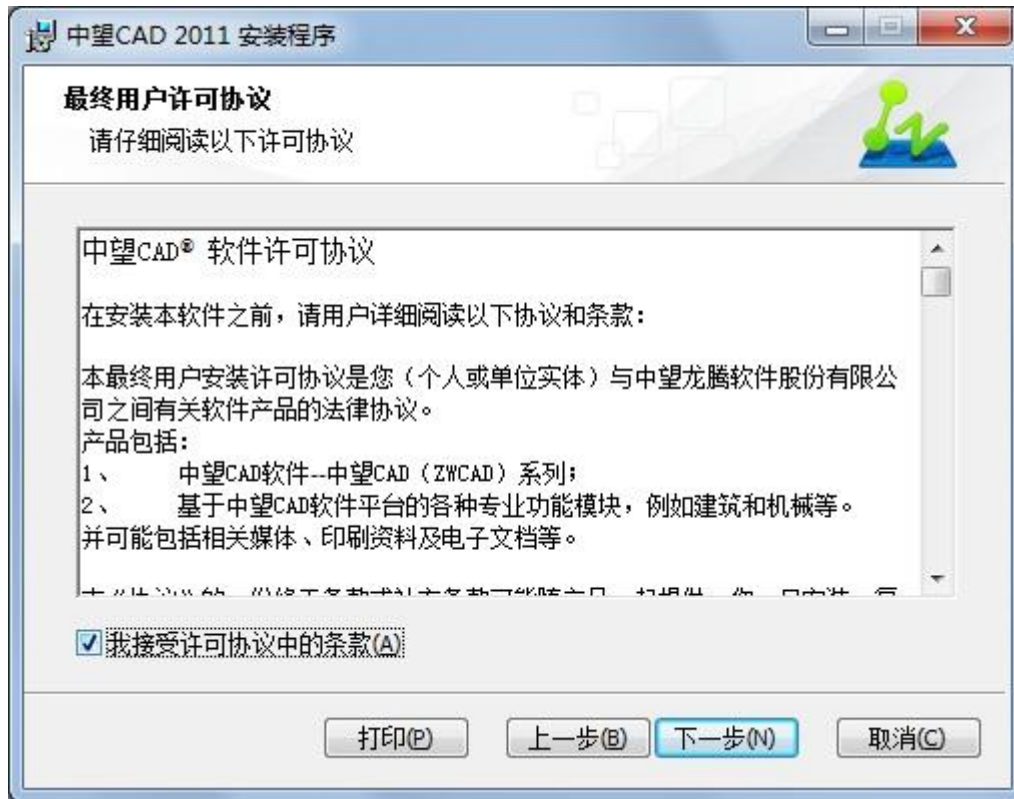 中望CAD 2011 安装程序
最终用户许可协议
请仔细阅读以下许可协议
中望CAD® 软件许可协议
在安装本软件之前，请用户详细阅读以下协议和条款：
本最终用户安装许可协议是您（个人或单位实体）与中望龙腾软件股份有限公
司之间有关软件产品的法律协议。
产品包括：
1、 中望CAD软件--中望CAD（ZWCAD）系列；
2、 基于中望CAD软件平台的各种专业功能模块，例如建筑和机械等。
并可能包括相关媒体、印刷资料及电子文档等。
我接受许可协议中的条款(A)
打印(P) 上一步(B) 下一步(N) 取消(C)